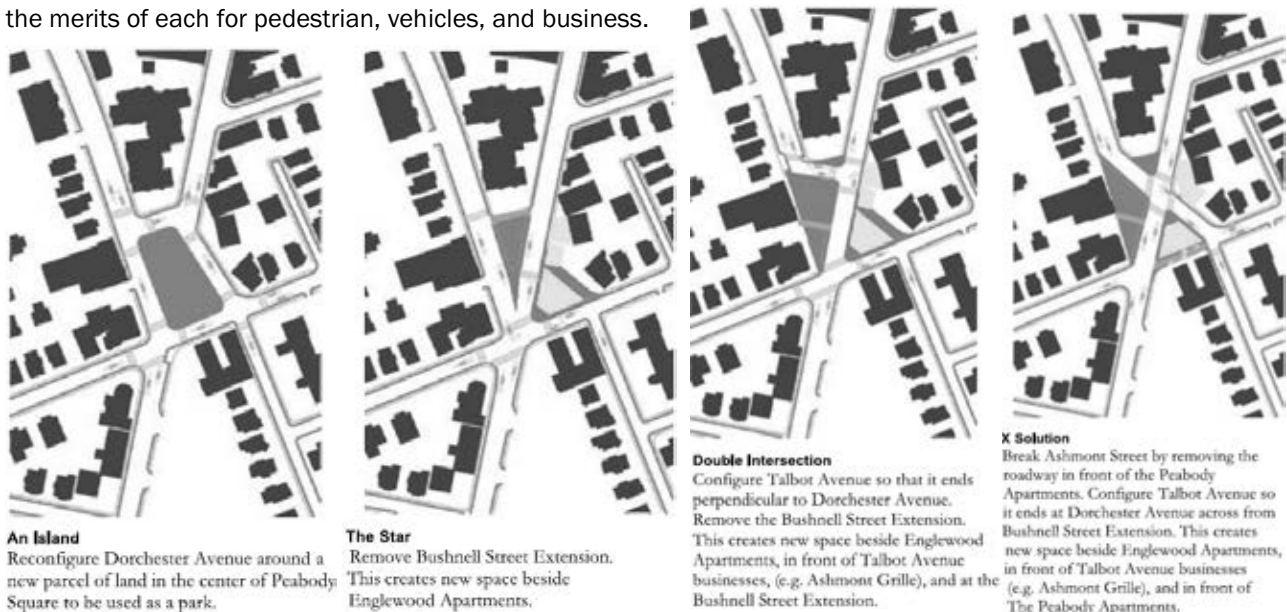 the merits of each for pedestrian, vehicles, and business.
An Island
Reconfigure Dorchester Avenue around a
new parcel of land in the center of Peabody
Square to be used as a park.
The Star
Remove Bushnell Street Extension.
This creates new space beside
Englewood Apartments.
Double Intersection
Configure Talbot Avenue so that it ends
perpendicular to Dorchester Avenue.
Remove the Bushnell Street Extension.
This creates new space beside Englewood
Apartments, in front of Talbot Avenue
businesses, (e.g. Ashmont Grille), and at the
Bushnell Street Extension.
X Solution
Break Ashmont Street by removing the
roadway in front of the Peabody
Apartments. Configure Talbot Avenue so
it ends at Dorchester Avenue across from
Bushnell Street Extension. This creates
new space beside Englewood Apartments,
in front of Talbot Avenue businesses
(e.g. Ashmont Grille), and in front of
The Peabody Apartments.